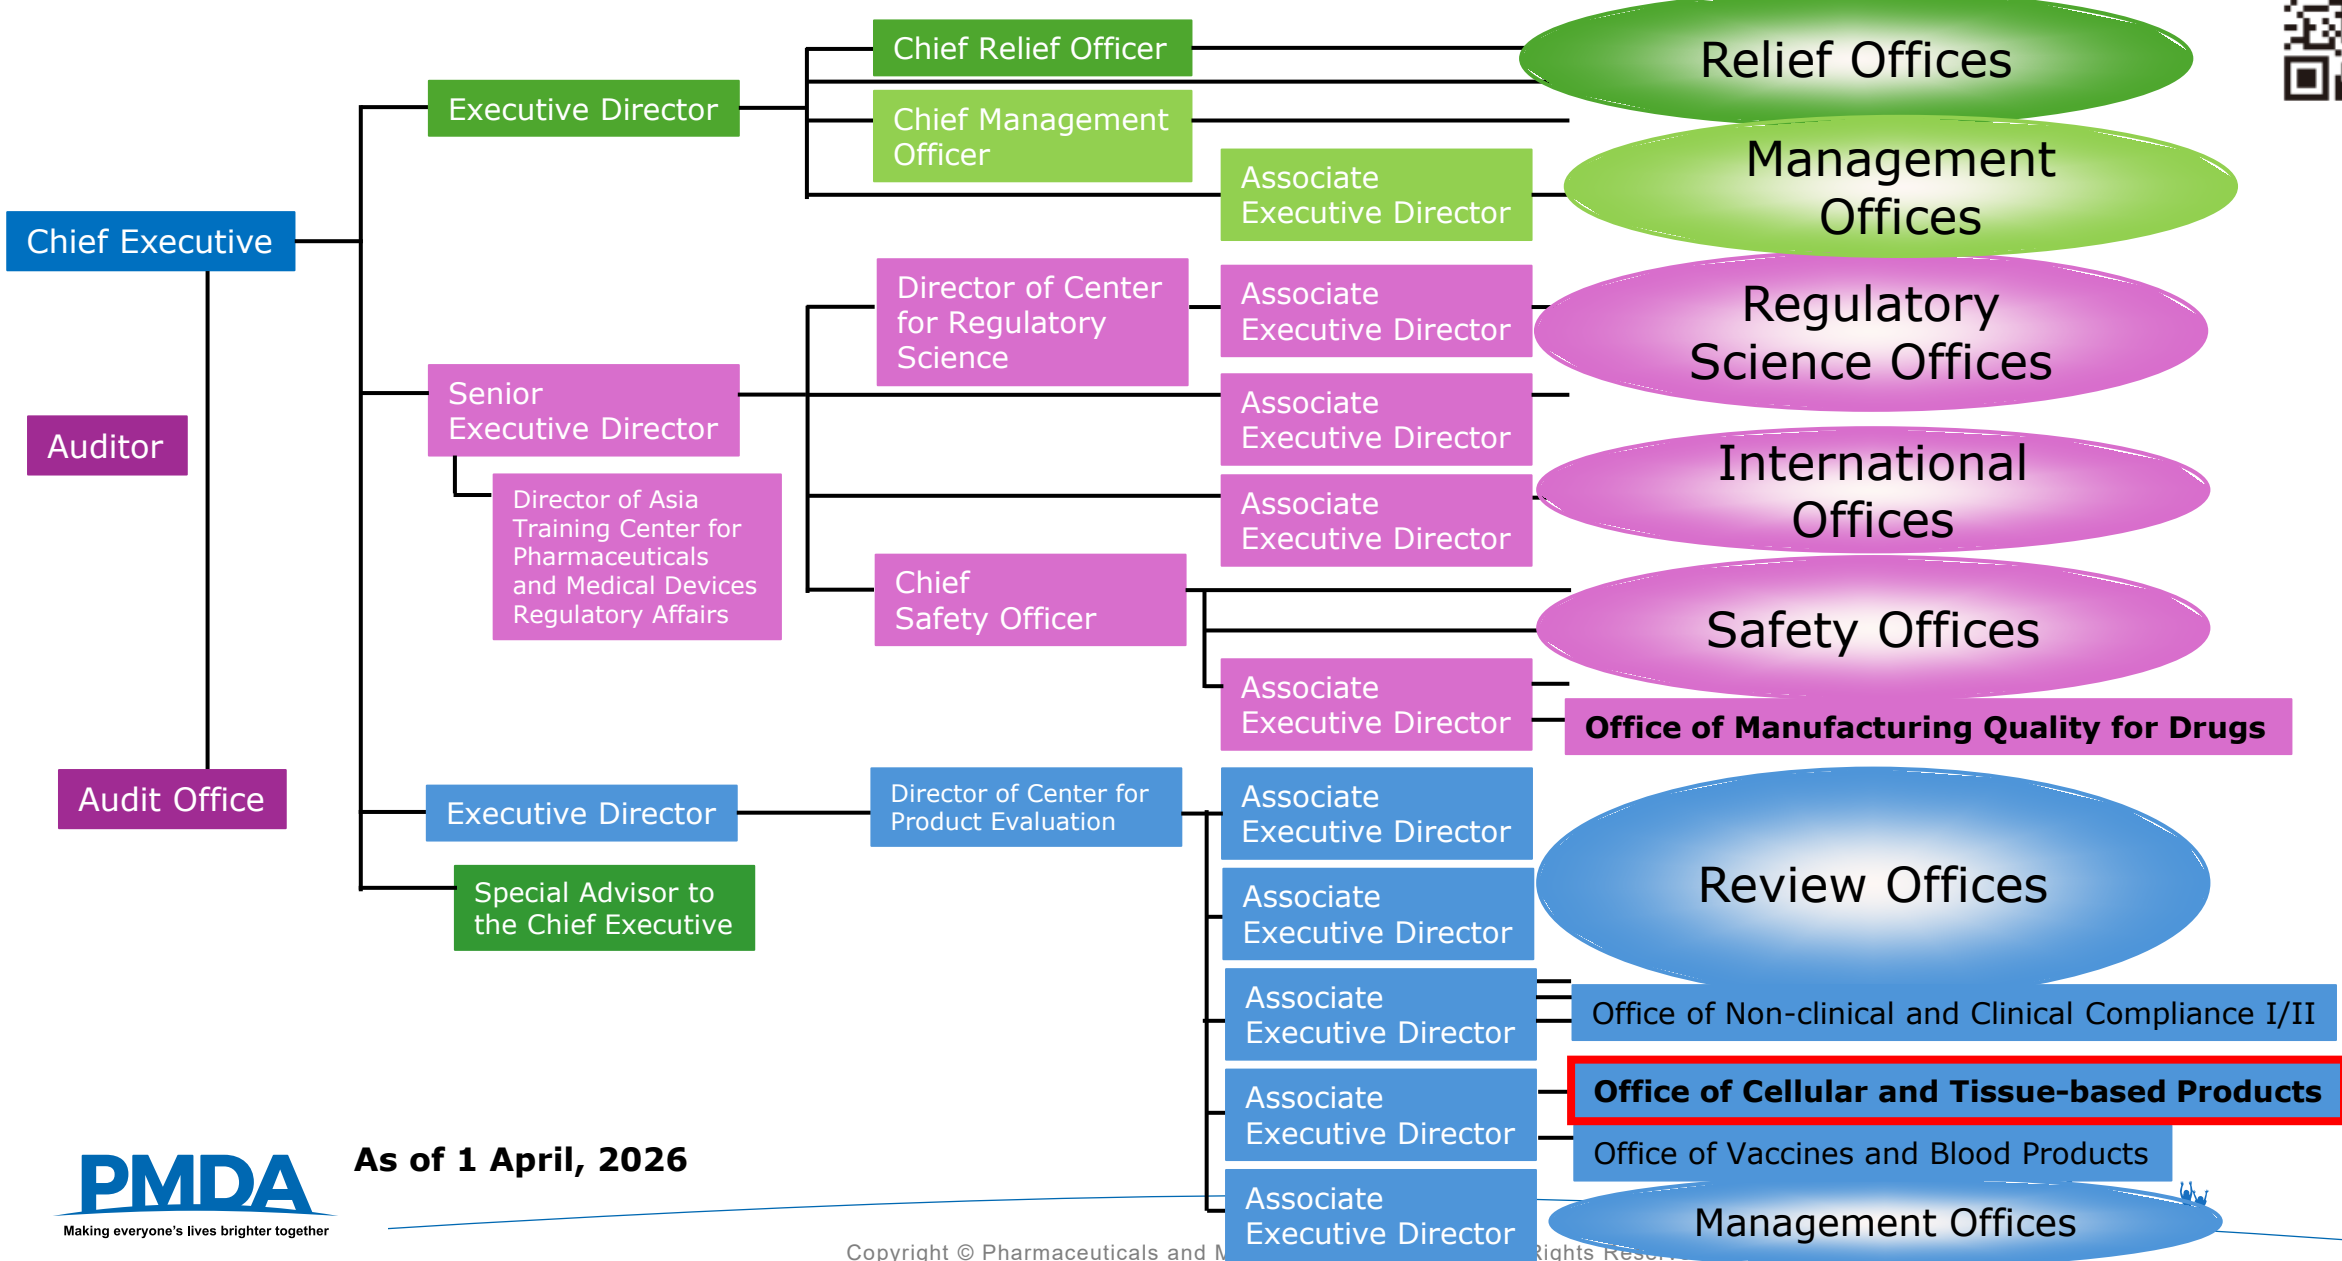 Chief Relief Officer
Relief Offices
Executive Director
Chief Management
Officer
Management
Offices
Associate
Executive Director
Chief Executive
Director of Center
for Regulatory
Science
Associate
Executive Director
Regulatory
Science Offices
Senior
Executive Director
Associate
Executive Director
Auditor
International
Offices
Director of Asia
Training Center for
Pharmaceuticals
and Medical Devices
Regulatory Affairs
Associate
Executive Director
Chief
Safety Officer
Safety Offices
Associate
Executive Director
Office of Manufacturing Quality for Drugs
Audit Office
Executive Director
Director of Center for
Product Evaluation
Associate
Executive Director
Special Advisor to
the Chief Executive
Associate
Executive Director
Review Offices
Associate
Executive Director
Office of Non-clinical and Clinical Compliance I/II
Associate
Executive Director
Office of Cellular and Tissue-based Products
Office of Vaccines and Blood Products
Associate
Executive Director
Management Offices
As of 1 April, 2026
PMDA
Making everyone's lives brighter together
Copyright © Pharmaceuticals and
Rights